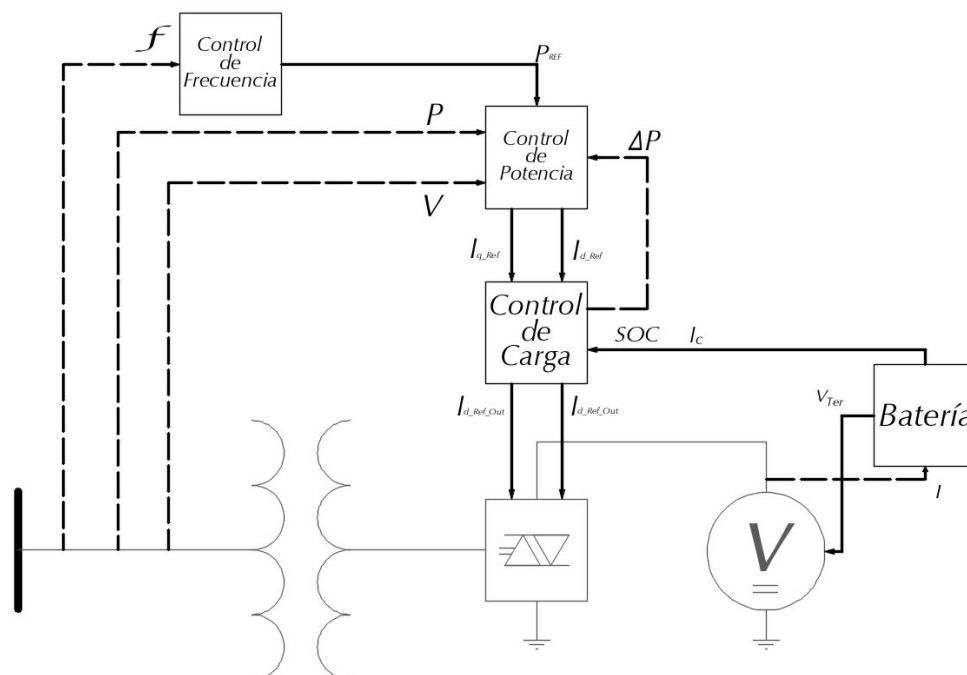 f
Control
de
Frecuencia
P_REF
P
Control
de
Potencia
ΔP
V
I_q_Ref
I_d_Ref
Control
de
Carga
SOC I_C
V_Ter
Batería
I_d_Ref_Out
I_d_Ref_Out
I
V